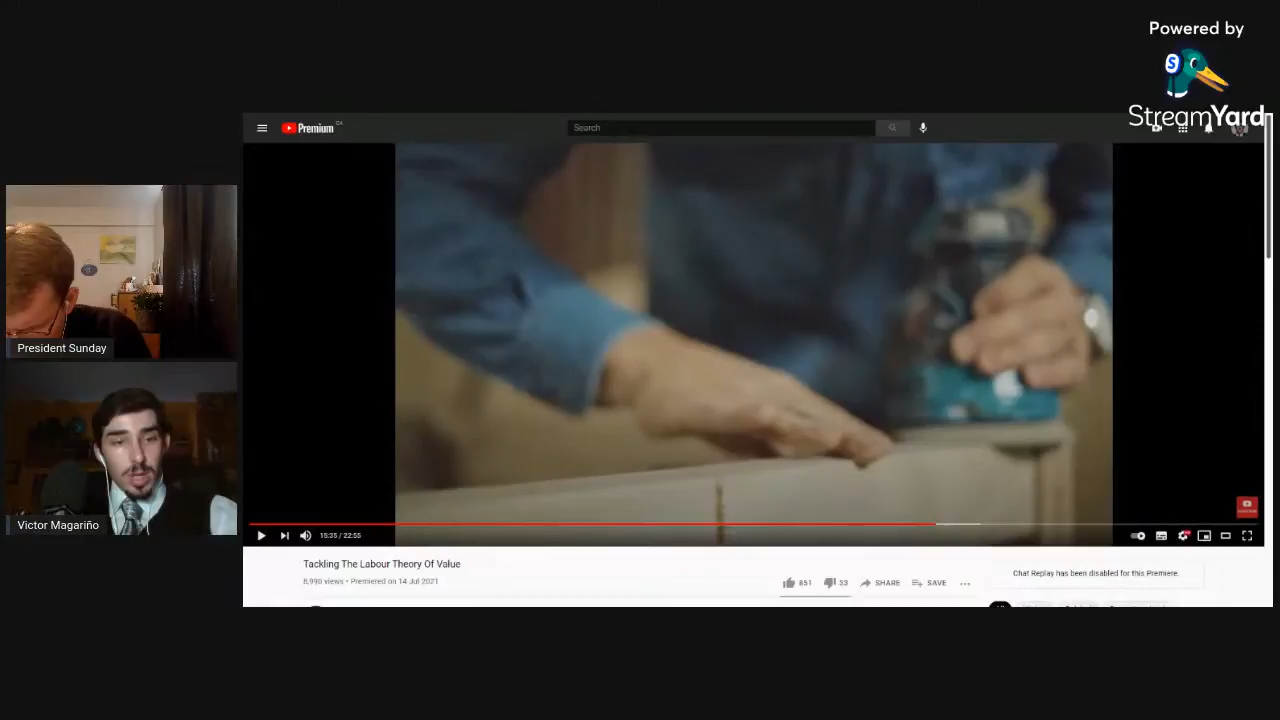 Powered by
StreamYard
Premium CA
Search
President Sunday
Victor Magariño
15:35 / 22:55
Tackling The Labour Theory Of Value
6,990 views • Premiered on 14 Jul 2021
851
33
SHARE
SAVE
Chat Replay has been disabled for this Premiere.